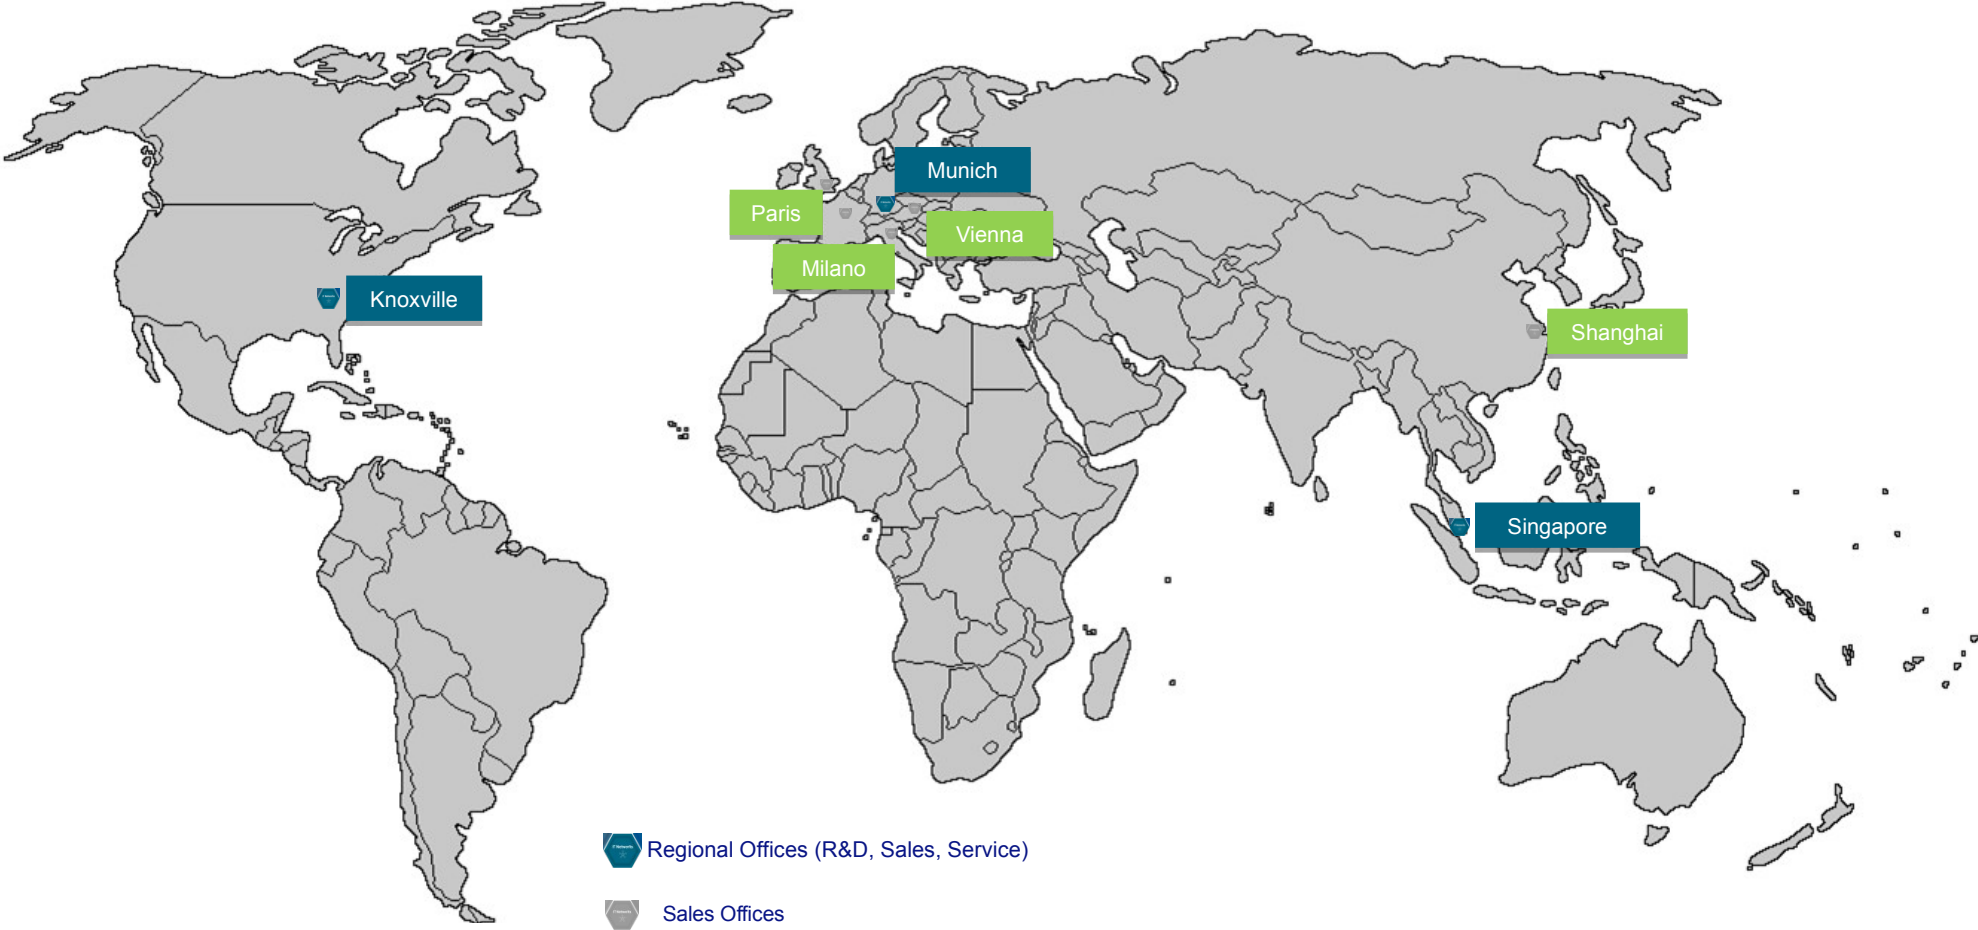 Munich
Paris
Vienna
Milano
Knoxville
Shanghai
Singapore
Regional Offices (R&D, Sales, Service)
Sales Offices